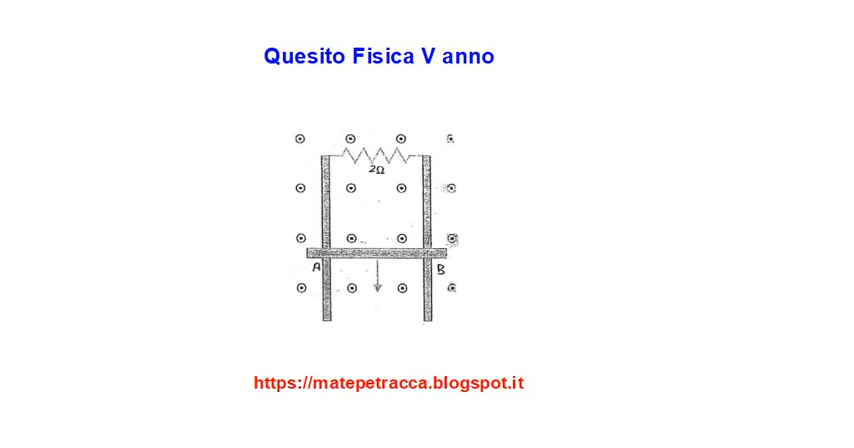 Quesito Fisica V anno
2Ω
A
B
https://matepetracca.blogspot.it